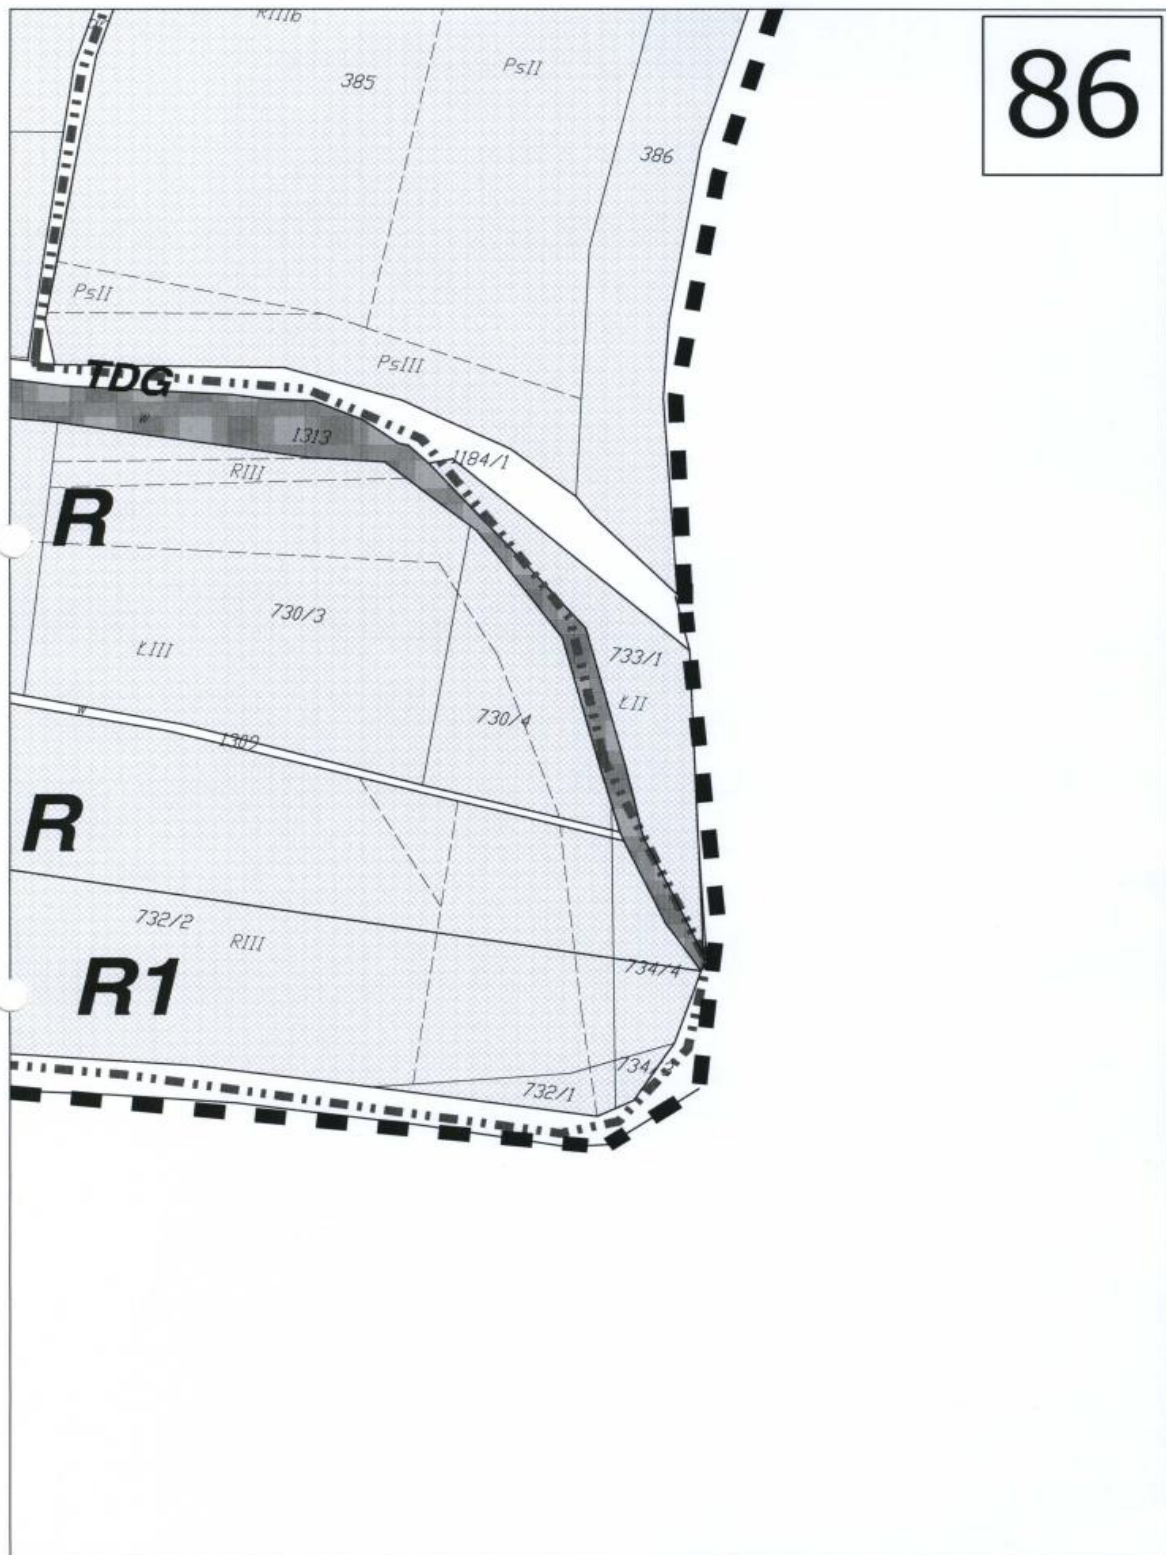 RIIIb
86
385
PsII
386
PsII
PsIII
TDG
w
1313
1184/1
RIII
R
730/3
ŁIII
733/1
ŁII
730/4
w
1309
R
732/2
RIII
734/4
R1
732/1